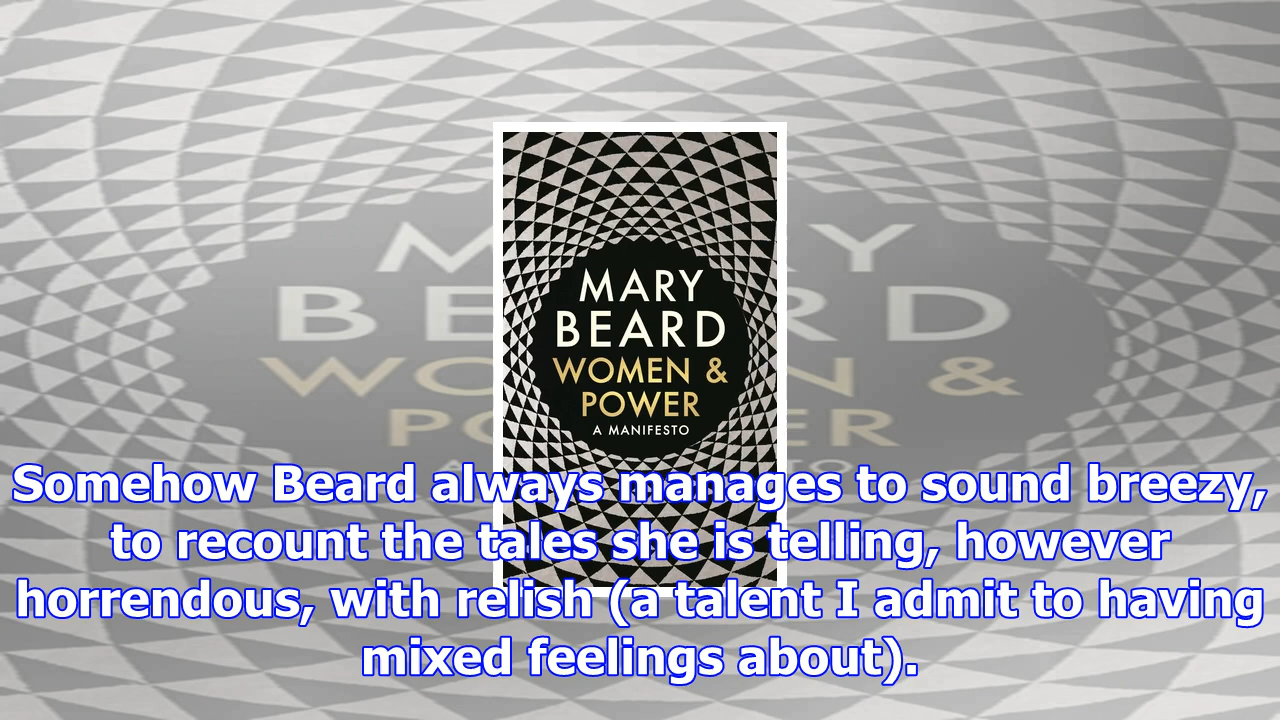 MARY
BEARD
WOMEN &
POWER
A MANIFESTO
Somehow Beard always manages to sound breezy,
to recount the tales she is telling, however
horrendous, with relish (a talent I admit to having
mixed feelings about).